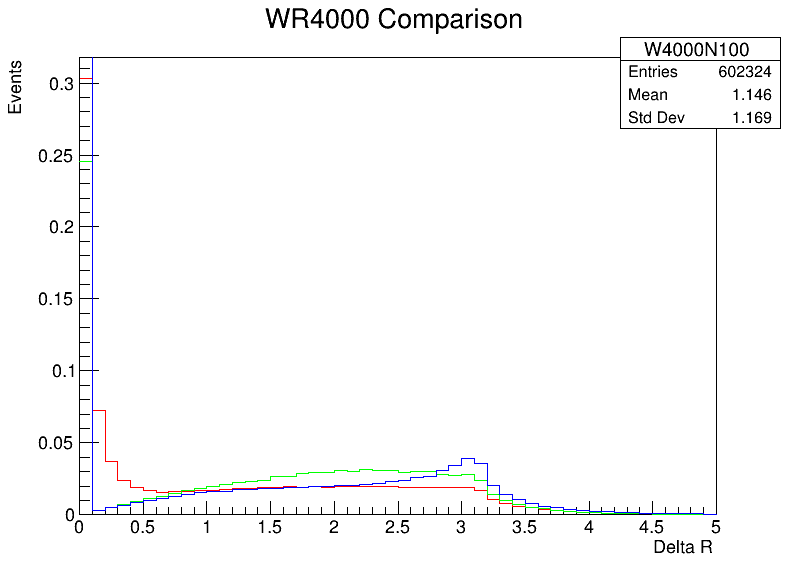 WR4000 Comparison
W4000N100
Entries 602324
Mean 1.146
Std Dev 1.169
Events
0.3
0.25
0.2
0.15
0.1
0.05
0
0 0.5 1 1.5 2 2.5 3 3.5 4 4.5 5
Delta R